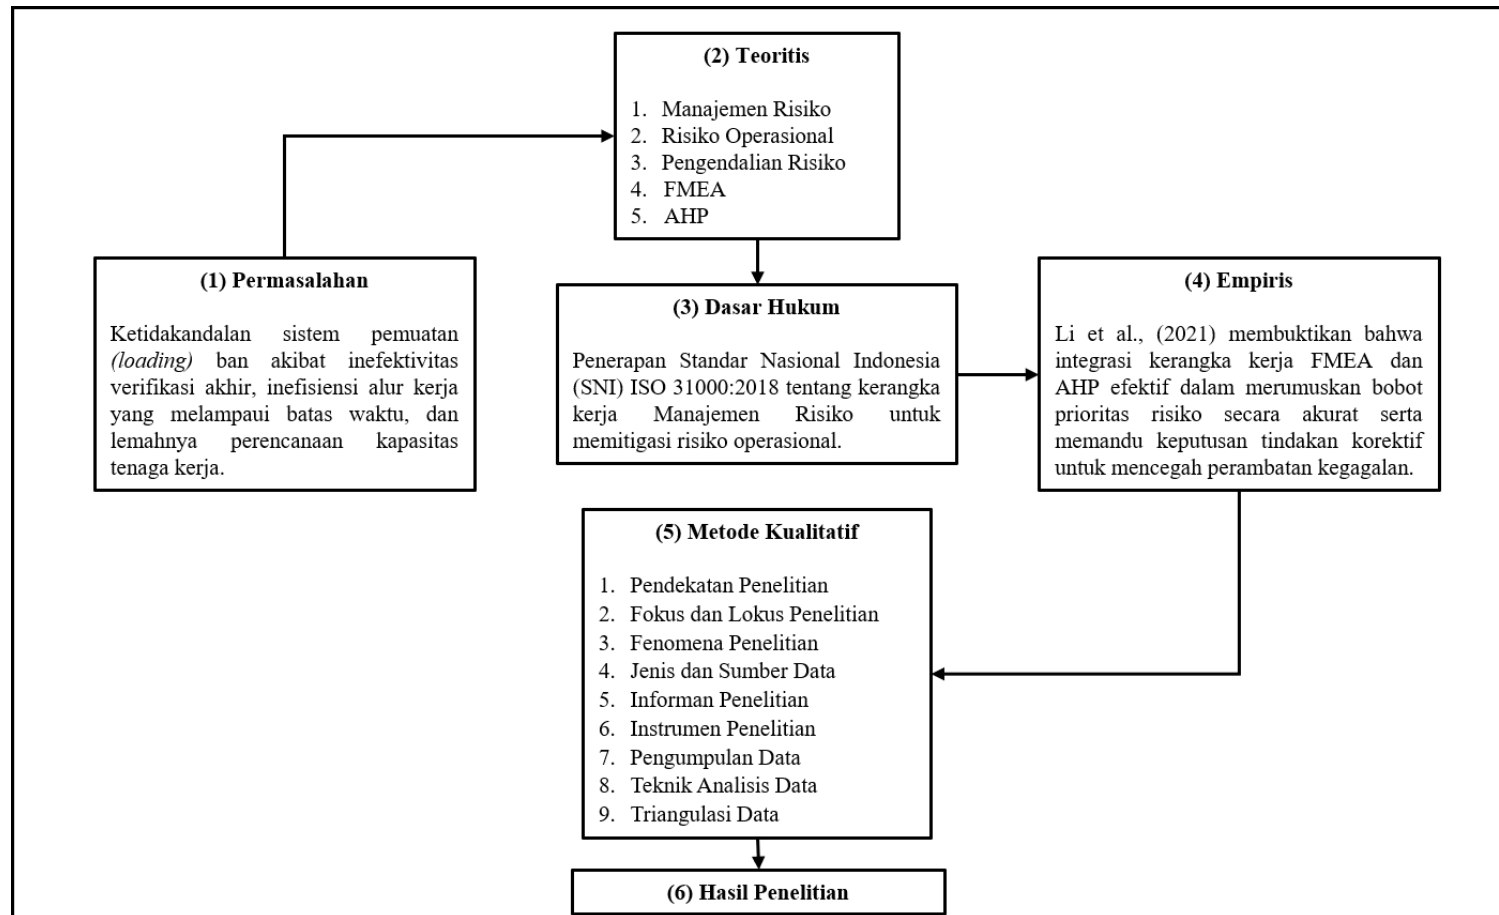 (1) Permasalahan
Ketidakandalan sistem pemuatan
(loading) ban akibat inefektivitas
verifikasi akhir, inefisiensi alur kerja
yang melampaui batas waktu, dan
lemahnya perencanaan kapasitas
tenaga kerja.
(2) Teoritis
1. Manajemen Risiko
2. Risiko Operasional
3. Pengendalian Risiko
4. FMEA
5. AHP
(3) Dasar Hukum
Penerapan Standar Nasional Indonesia
(SNI) ISO 31000:2018 tentang kerangka
kerja Manajemen Risiko untuk
memitigasi risiko operasional.
(4) Empiris
Li et al., (2021) membuktikan bahwa
integrasi kerangka kerja FMEA dan
AHP efektif dalam merumuskan bobot
prioritas risiko secara akurat serta
memandu keputusan tindakan korektif
untuk mencegah perambatan kegagalan.
(5) Metode Kualitatif
1. Pendekatan Penelitian
2. Fokus dan Lokus Penelitian
3. Fenomena Penelitian
4. Jenis dan Sumber Data
5. Informan Penelitian
6. Instrumen Penelitian
7. Pengumpulan Data
8. Teknik Analisis Data
9. Triangulasi Data
(6) Hasil Penelitian